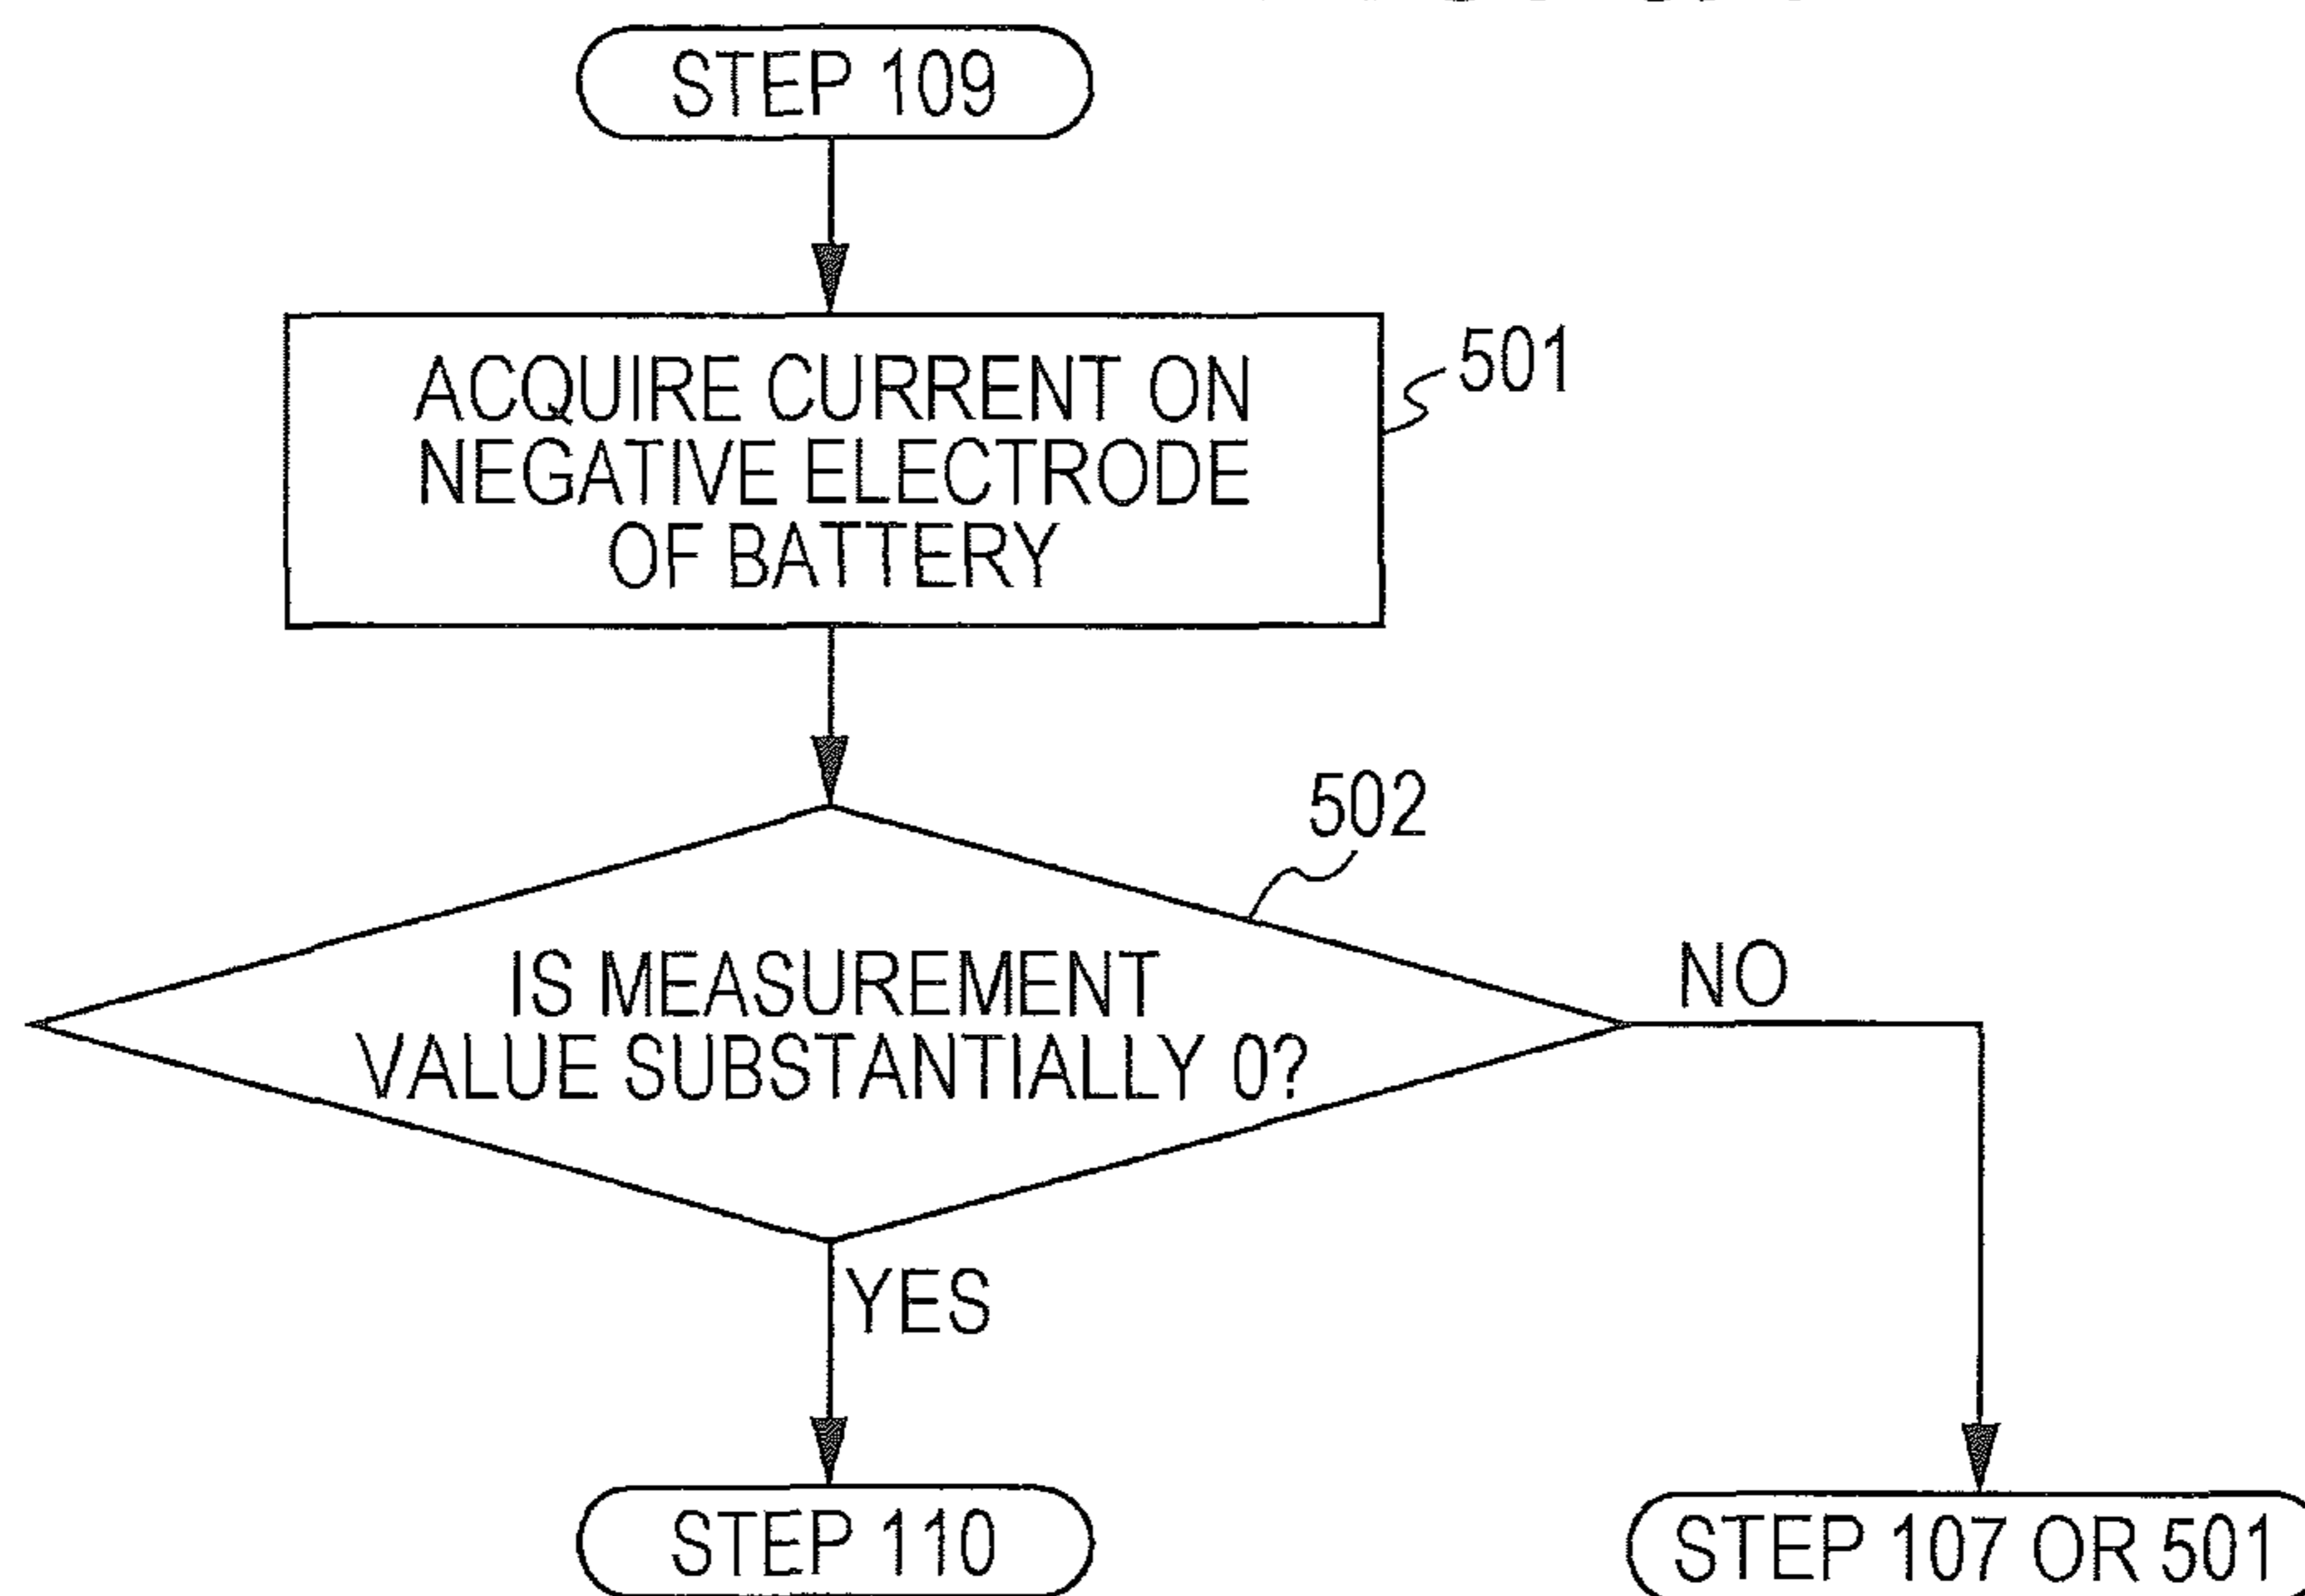 STEP 109
ACQUIRE CURRENT ON
NEGATIVE ELECTRODE
OF BATTERY
501
502
IS MEASUREMENT
VALUE SUBSTANTIALLY 0?
NO
YES
STEP 110
STEP 107 OR 501